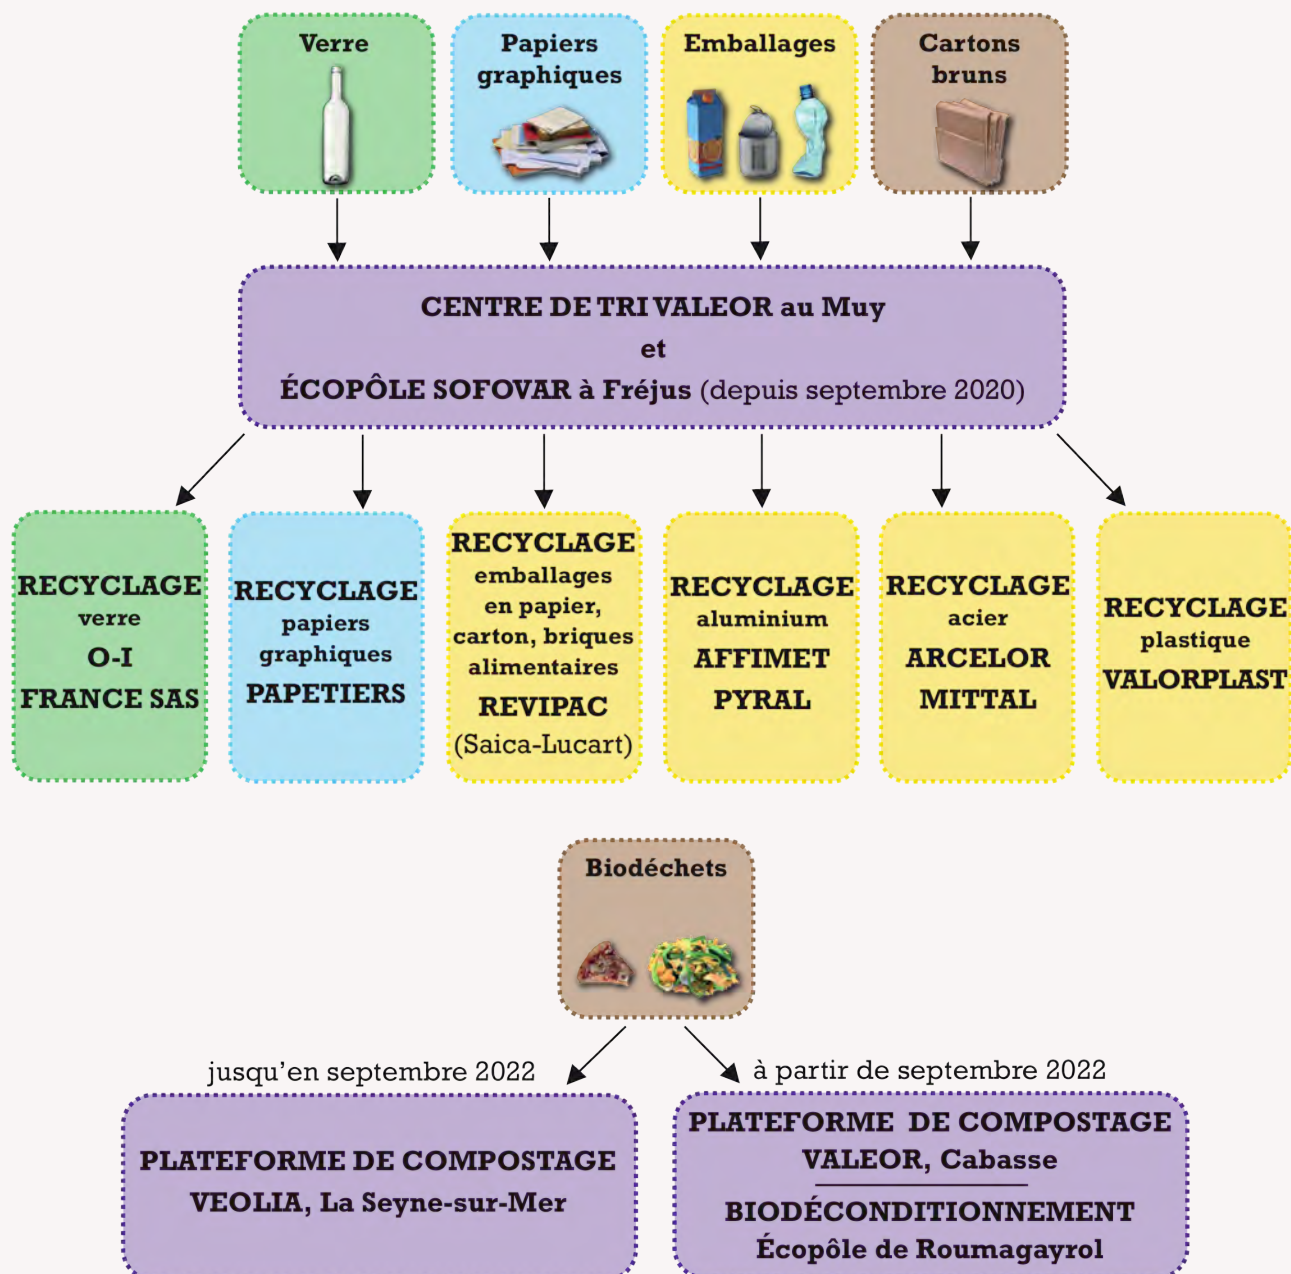 Verre
Papiers
graphiques
Emballages
Cartons
bruns
CENTRE DE TRI VALEOR au Muy
et
ÉCOPÔLE SOFOVAR à Fréjus (depuis septembre 2020)
RECYCLAGE
verre
O-I
FRANCE SAS
RECYCLAGE
papiers
graphiques
PAPETIERS
RECYCLAGE
emballages
en papier,
carton, briques
alimentaires
REVIPAC
(Saica-Lucart)
RECYCLAGE
aluminium
AFFIMET
PYRAL
RECYCLAGE
acier
ARCELOR
MITTAL
RECYCLAGE
plastique
VALORPLAST
Biodéchets
jusqu'en septembre 2022
PLATEFORME DE COMPOSTAGE
VEOLIA, La Seyne-sur-Mer
à partir de septembre 2022
PLATEFORME DE COMPOSTAGE
VALEOR, Cabasse
BIODÉCONDITIONNEMENT
Écopôle de Roumagayrol